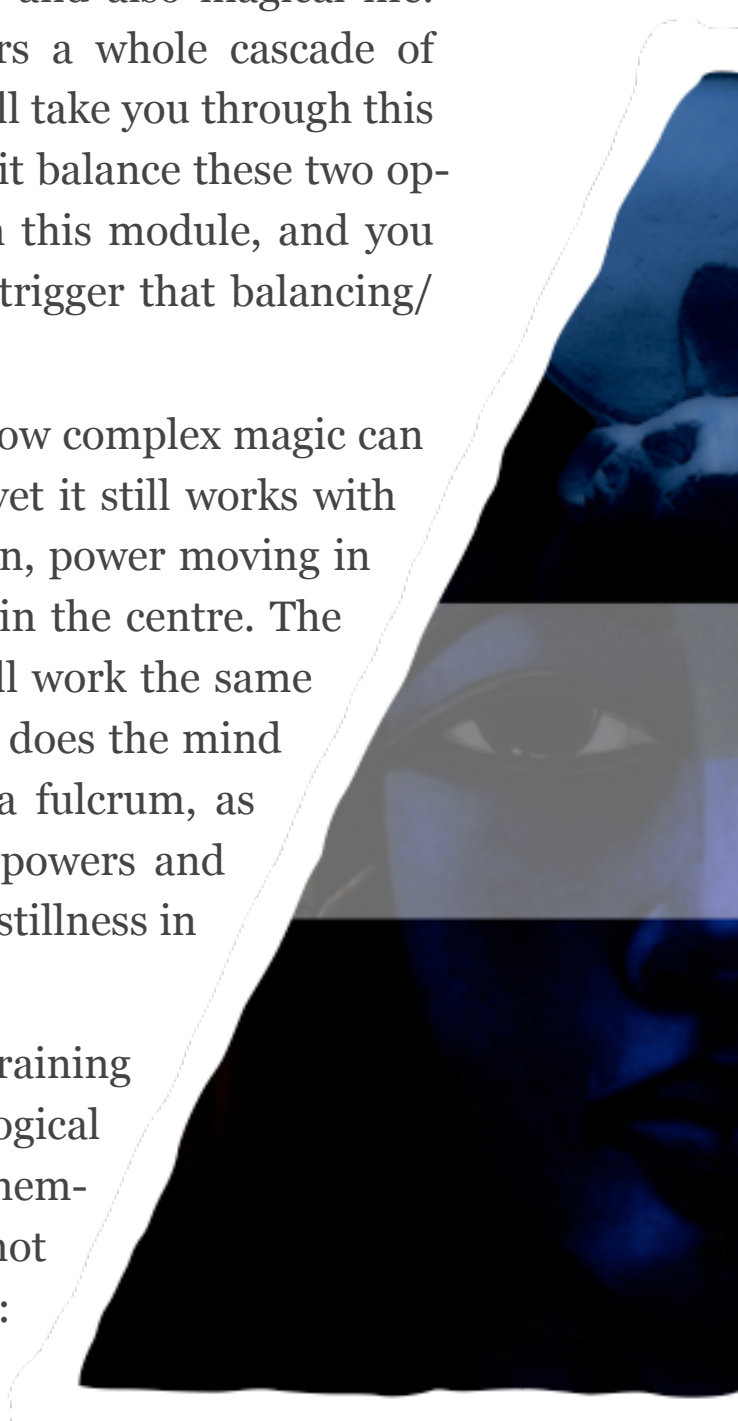 and also magical life.
rs a whole cascade of
ll take you through this
it balance these two op-
this module, and you
trigger that balancing/
ow complex magic can
yet it still works with
n, power moving in
in the centre. The
ll work the same
does the mind
a fulcrum, as
powers and
stillness in
raining
ogical
hem-
not
: